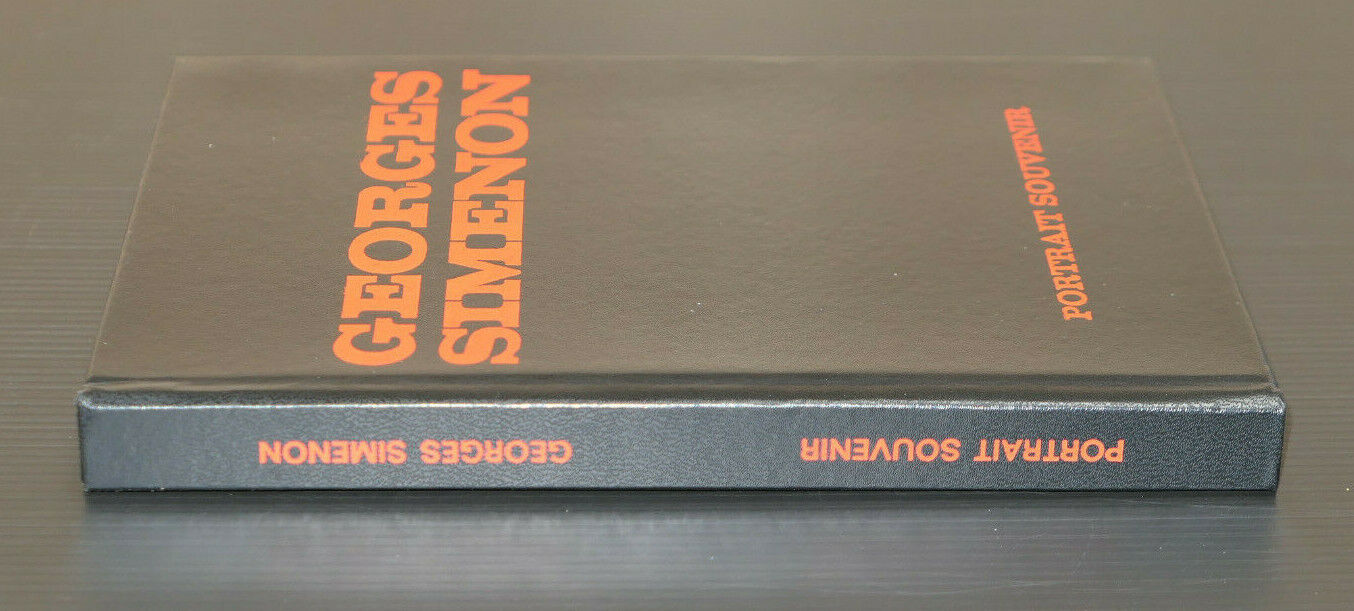 GEORGES
SIMENON
PORTRAIT SOUVENIR
GEORGES SIMENON
PORTRAIT SOUVENIR